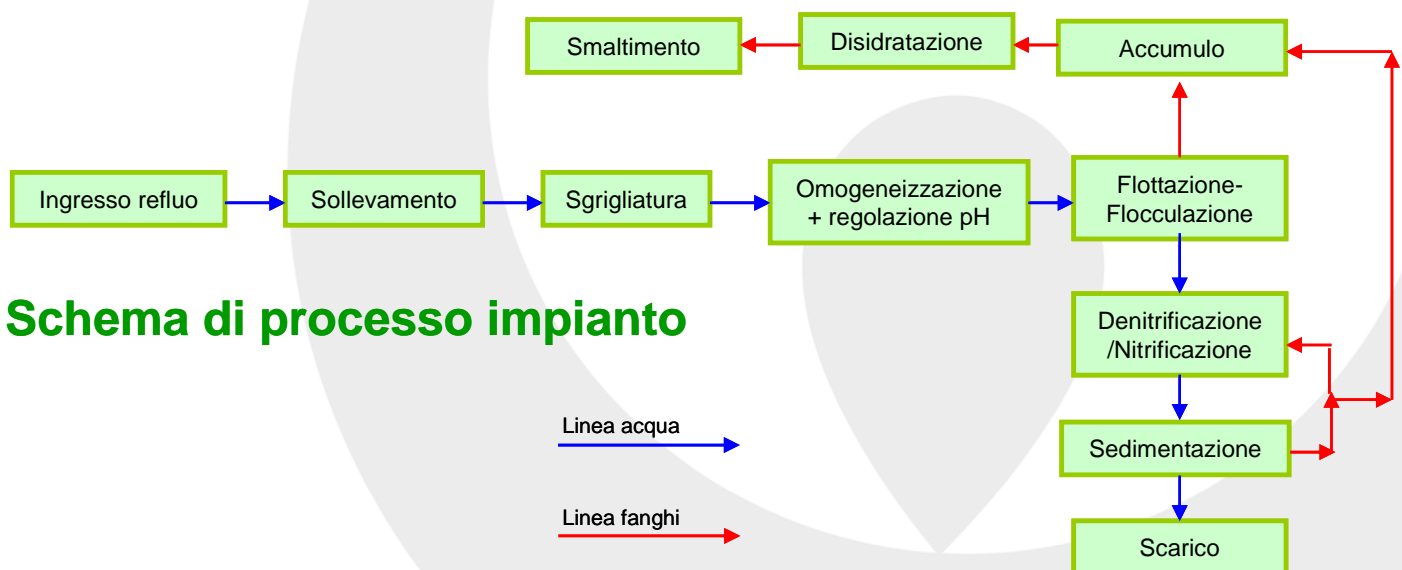 Smaltimento
Disidratazione
Accumulo
Ingresso refluo
Sollevamento
Sgrigliatura
Omogeneizzazione
+ regolazione pH
Flottazione-
Flocculazione
Schema di processo impianto
Denitrificazione
/Nitrificazione
Linea acqua
Sedimentazione
Linea fanghi
Scarico